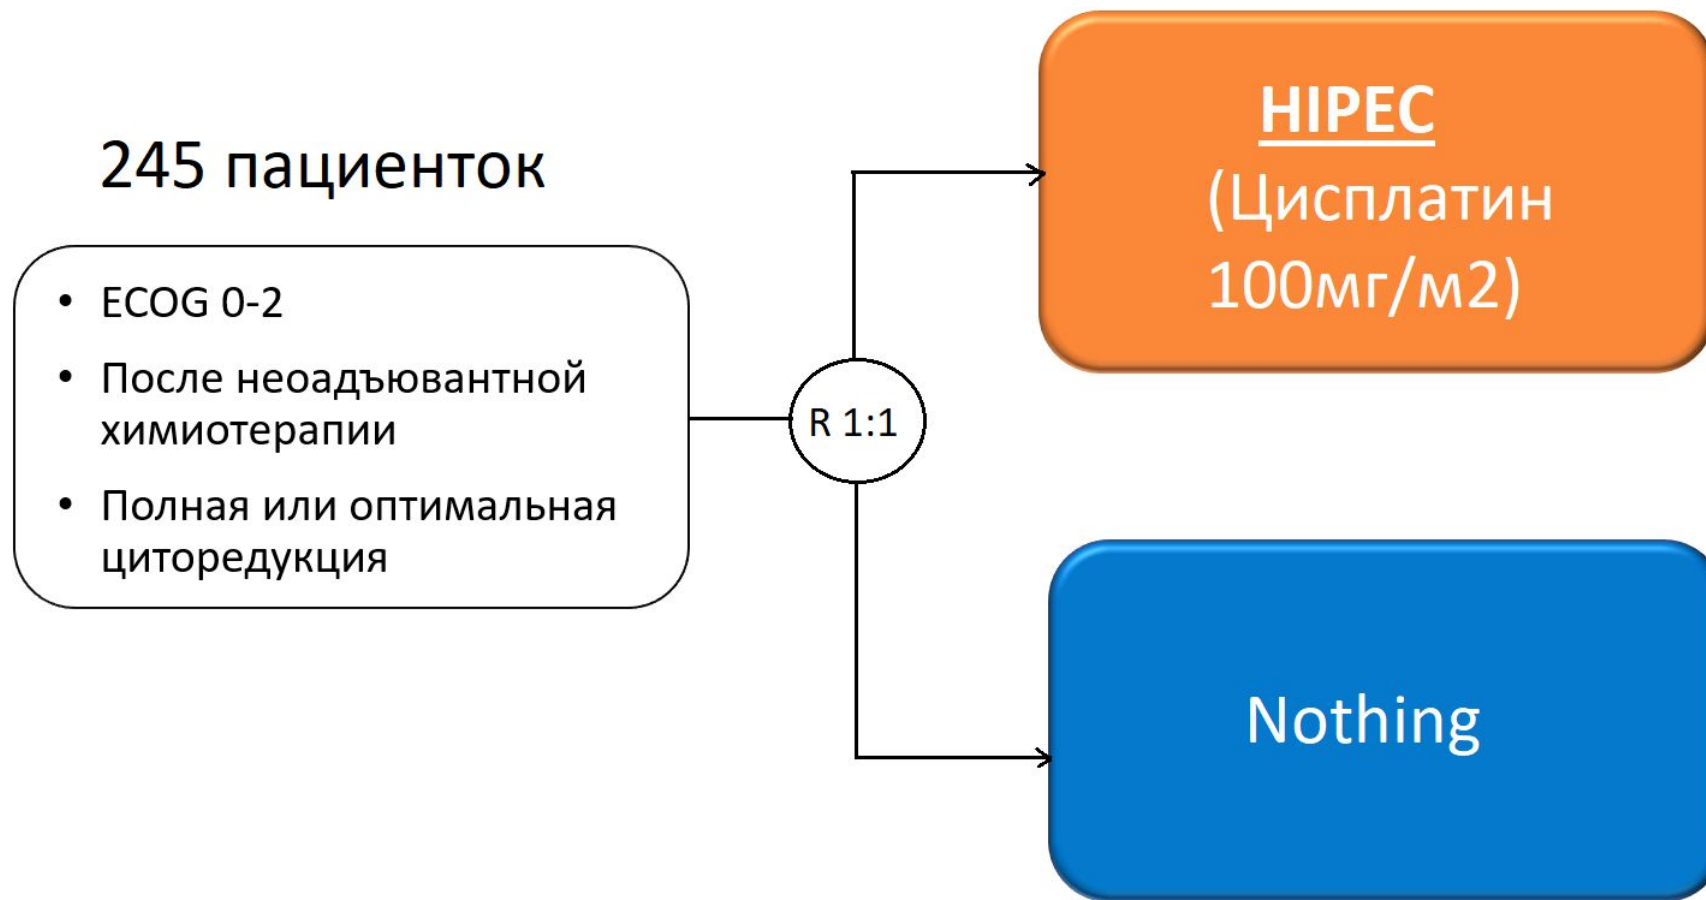 245 пациенток
• ECOG 0-2
• После неоадъювантной
химиотерапии
• Полная или оптимальная
циторедукция
R 1:1
HIPEC
(Цисплатин
100мг/м2)
Nothing